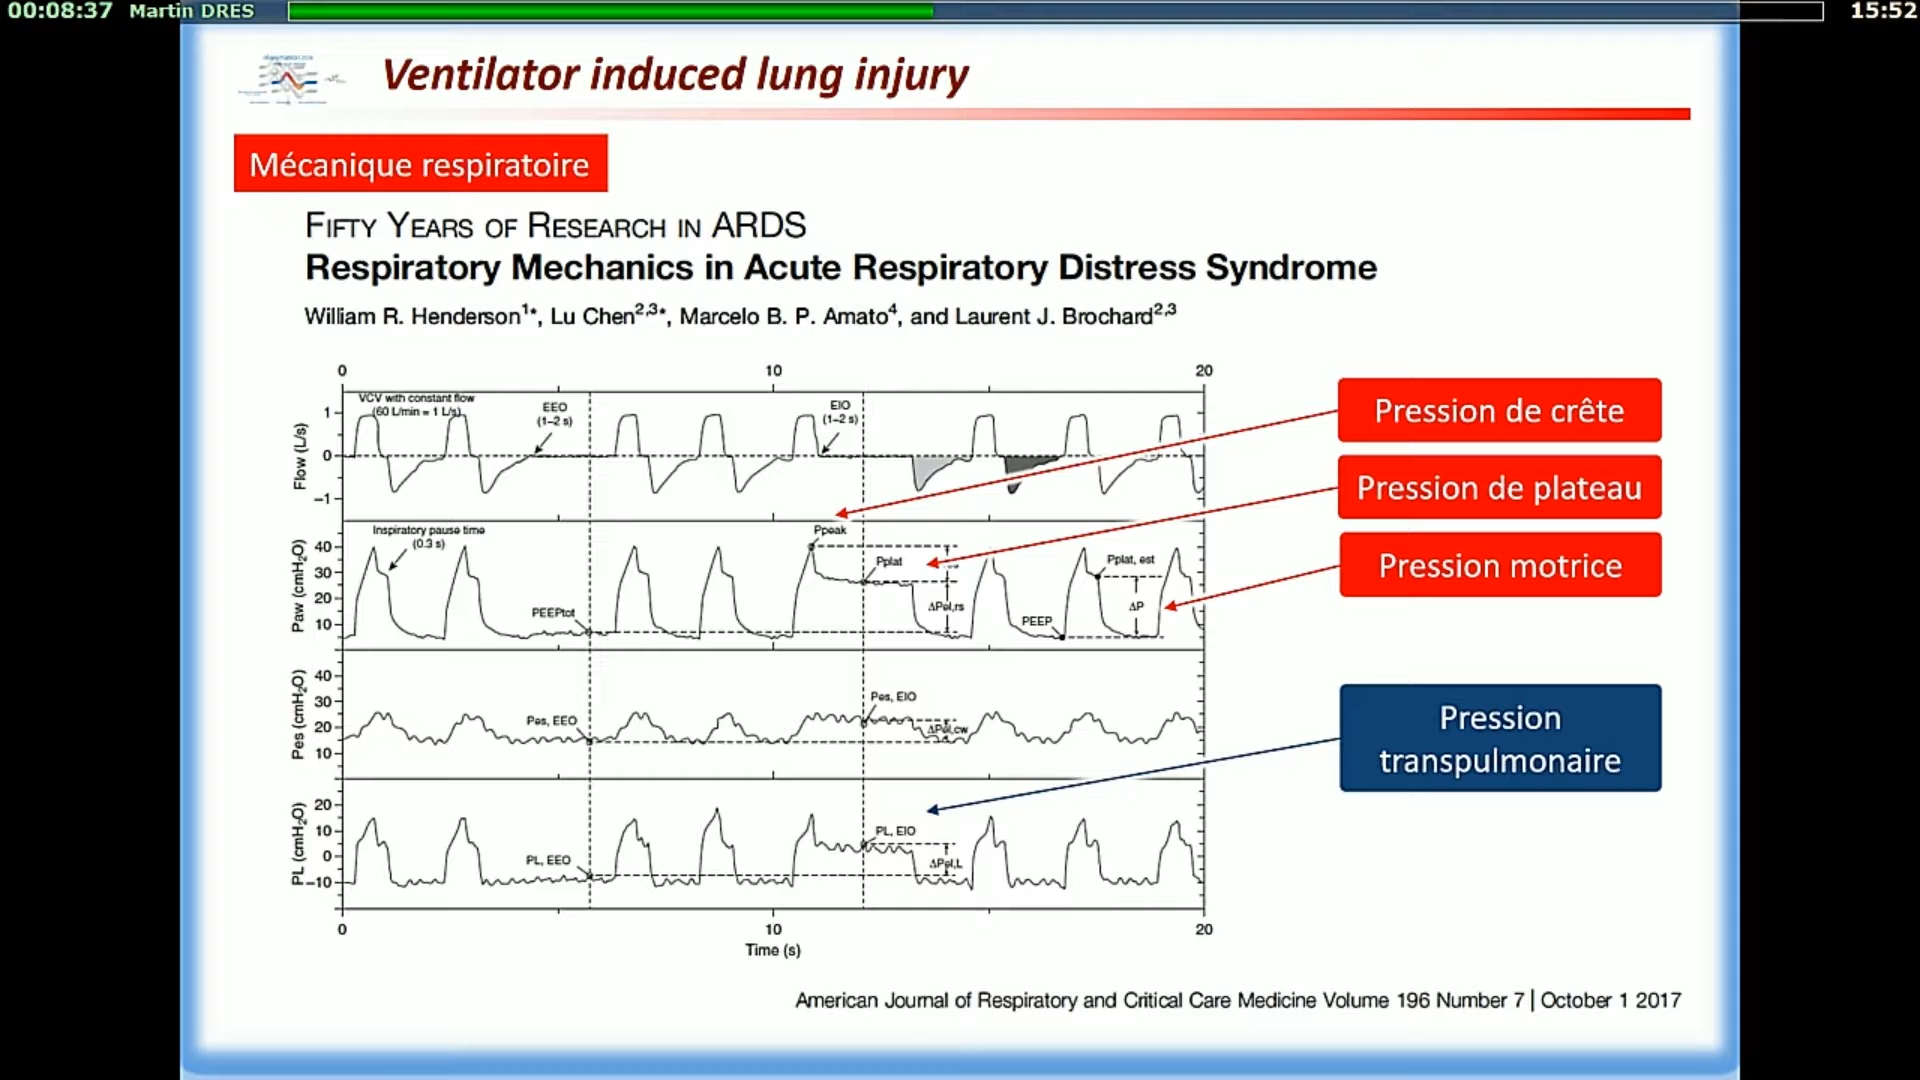 00:08:37 Martin DRES
15:52
Ventilator induced lung injury
Mécanique respiratoire
FIFTY YEARS OF RESEARCH IN ARDS
Respiratory Mechanics in Acute Respiratory Distress Syndrome
William R. Henderson1*, Lu Chen2,3*, Marcelo B. P. Amato4, and Laurent J. Brochard2,3
0 10 20
VCV with constant flow
(60 L/min = 1 L/s)
EEO
(1–2 s)
EIO
(1–2 s)
Flow (L/s)
1
0
–1
Pression de crête
Pression de plateau
Pression motrice
Inspiratory pause time
(0.3 s)
Ppeak
Pplat
Pplat, est
ΔPel,rs
ΔP
PEEPtot
PEEP
Paw (cmH2O)
40
30
20
10
Pes, EIO
Pes, EEO
ΔPel,cw
Pes (cmH2O)
40
30
20
10
Pression
transpulmonaire
PL, EIO
PL, EEO
ΔPel,L
PL (cmH2O)
20
10
0
–10
0 10 20
Time (s)
American Journal of Respiratory and Critical Care Medicine Volume 196 Number 7 | October 1 2017